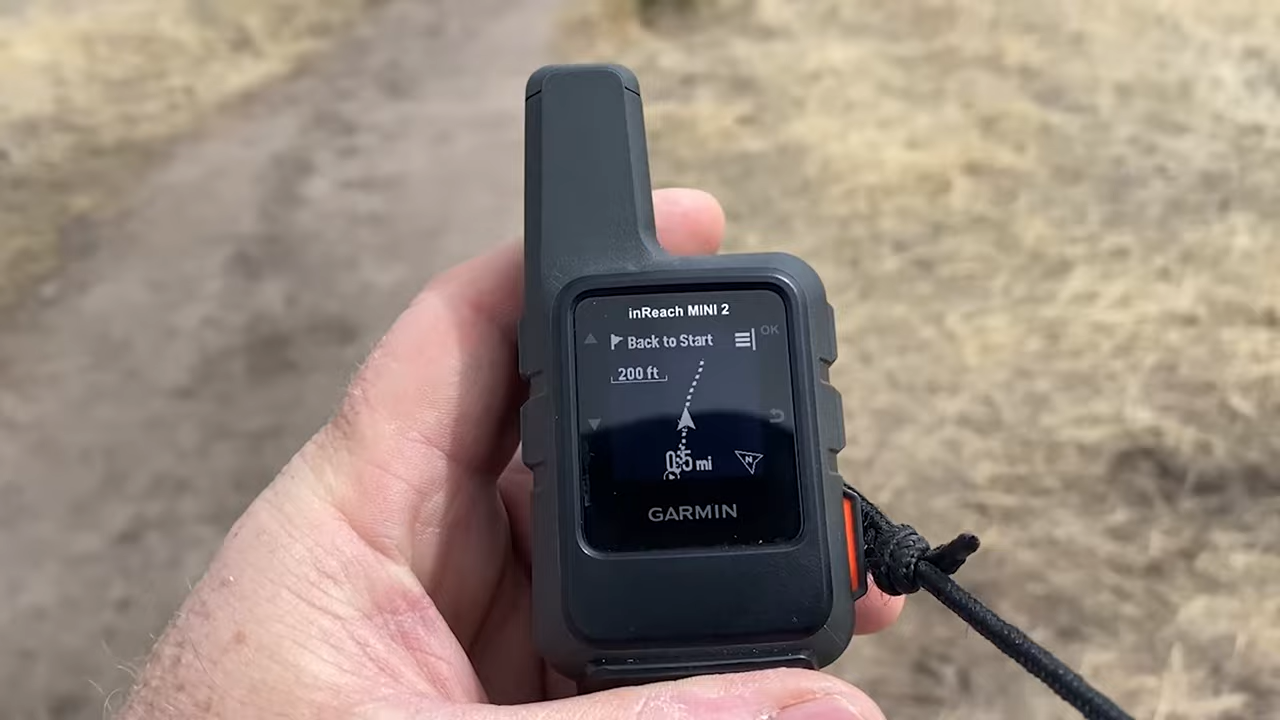 inReach MINI 2
Back to Start
OK
200 ft
0.5 mi
N
GARMIN